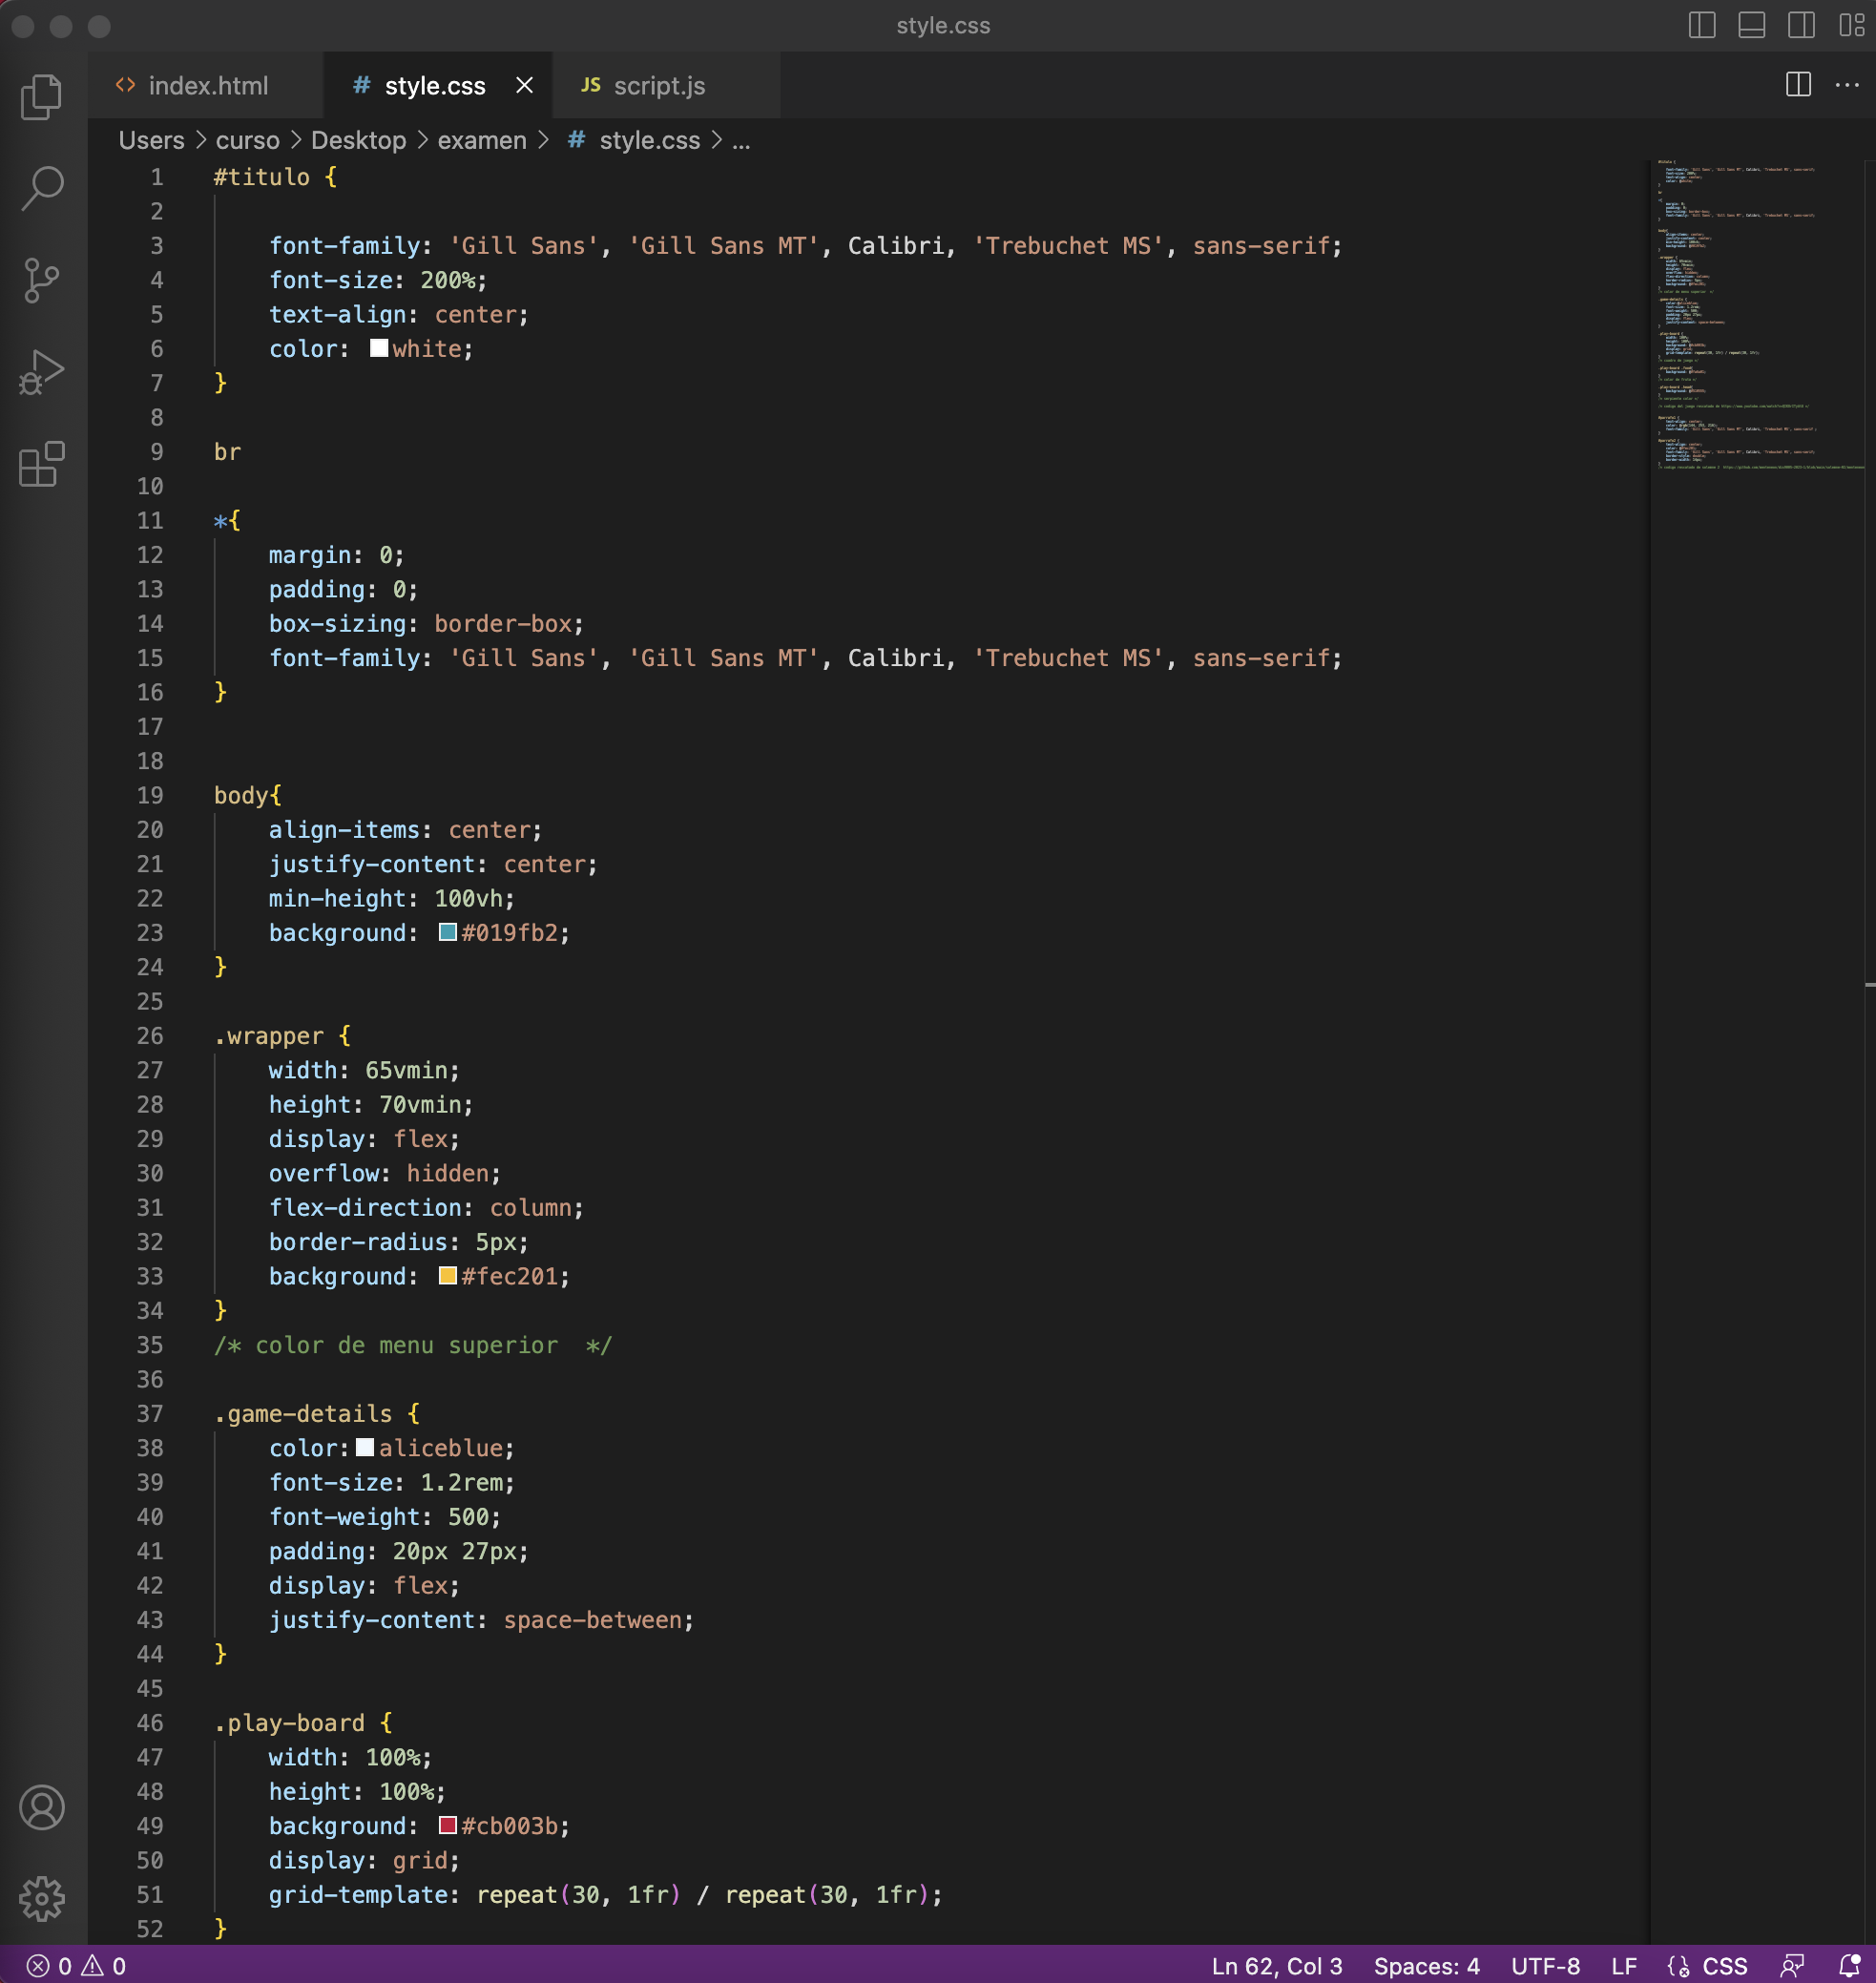 style.css
index.html
style.css
JS script.js
Users > curso > Desktop > examen > # style.css > ...
1 #titulo {
2
3 font-family: 'Gill Sans', 'Gill Sans MT', Calibri, 'Trebuchet MS', sans-serif;
4 font-size: 200%;
5 text-align: center;
6 color: white;
7 }
8
9 br
10
11 *{
12 margin: 0;
13 padding: 0;
14 box-sizing: border-box;
15 font-family: 'Gill Sans', 'Gill Sans MT', Calibri, 'Trebuchet MS', sans-serif;
16 }
17
18
19 body{
20 align-items: center;
21 justify-content: center;
22 min-height: 100vh;
23 background: #019fb2;
24 }
25
26 .wrapper {
27 width: 65vmin;
28 height: 70vmin;
29 display: flex;
30 overflow: hidden;
31 flex-direction: column;
32 border-radius: 5px;
33 background: #fec201;
34 }
35 /* color de menu superior  */
36
37 .game-details {
38 color: aliceblue;
39 font-size: 1.2rem;
40 font-weight: 500;
41 padding: 20px 27px;
42 display: flex;
43 justify-content: space-between;
44 }
45
46 .play-board {
47 width: 100%;
48 height: 100%;
49 background: #cb003b;
50 display: grid;
51 grid-template: repeat(30, 1fr) / repeat(30, 1fr);
52 }
0 0 Ln 62, Col 3 Spaces: 4 UTF-8 LF CSS